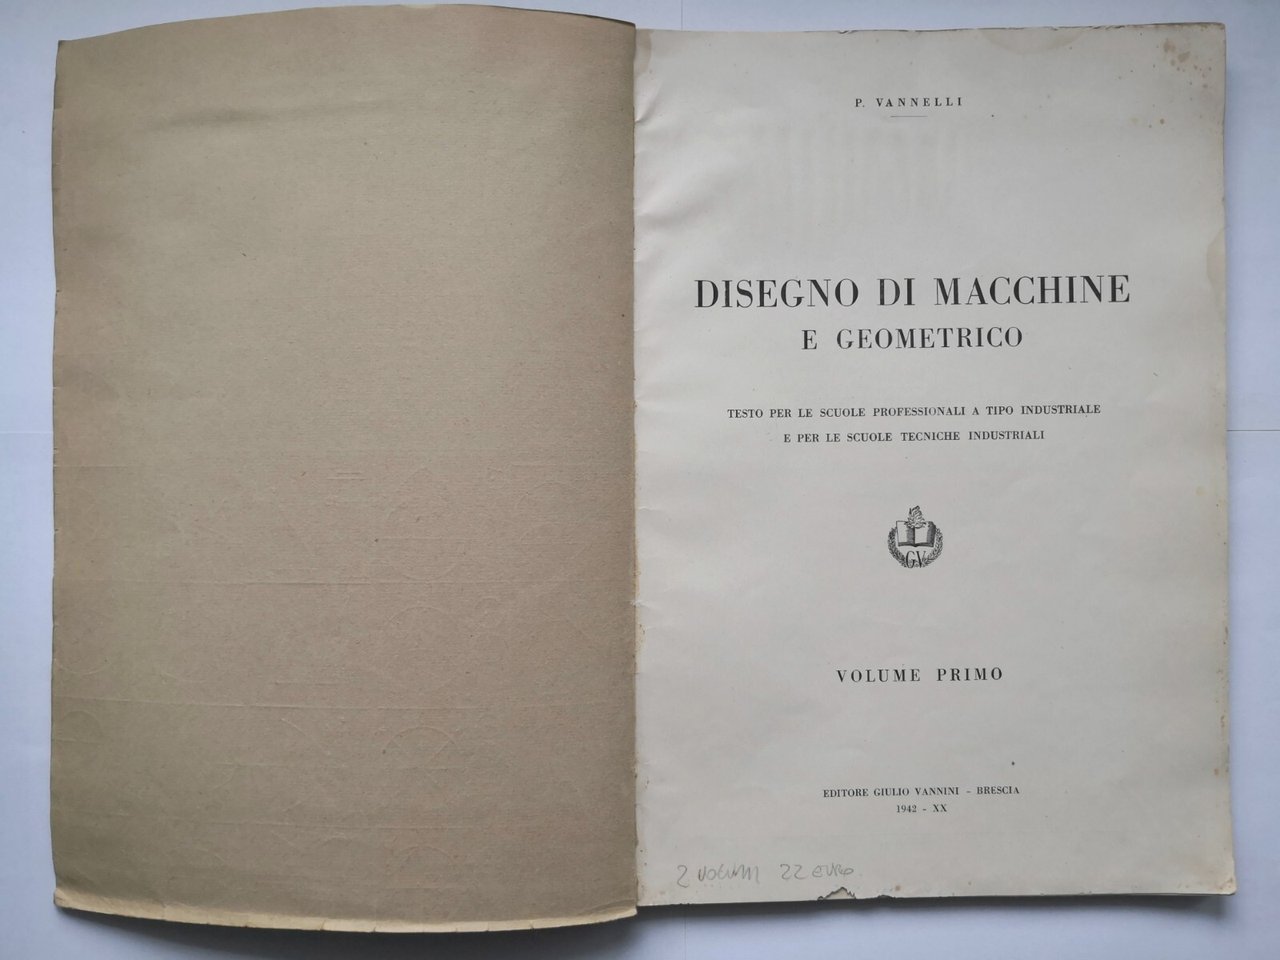 P. VANNELLI
DISEGNO DI MACCHINE
E GEOMETRICO
TESTO PER LE SCUOLE PROFESSIONALI A TIPO INDUSTRIALE
E PER LE SCUOLE TECNICHE INDUSTRIALI
GV
VOLUME PRIMO
EDITORE GIULIO VANNINI - BRESCIA
1942 - XX
2 VOLUMI 22 EURO